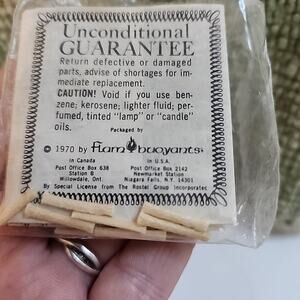 Unconditional
GUARANTEE
Return defective or damaged
parts, advise of shortages for im-
mediate replacement.
CAUTION! Void if you use ben-
zene; kerosene; lighter fluid; per-
fumed, tinted "lamp" or "candle"
oils.
Packaged by
© 1970 by flambuoyants
in Canada
Post Office Box 638
Station B
Willowdale, Ont.
in U.S.A.
Post Office Box 2142
Newmarket Station
Niagara Falls, N.Y. 14301
By Special License from The Rostel Group Incorporated